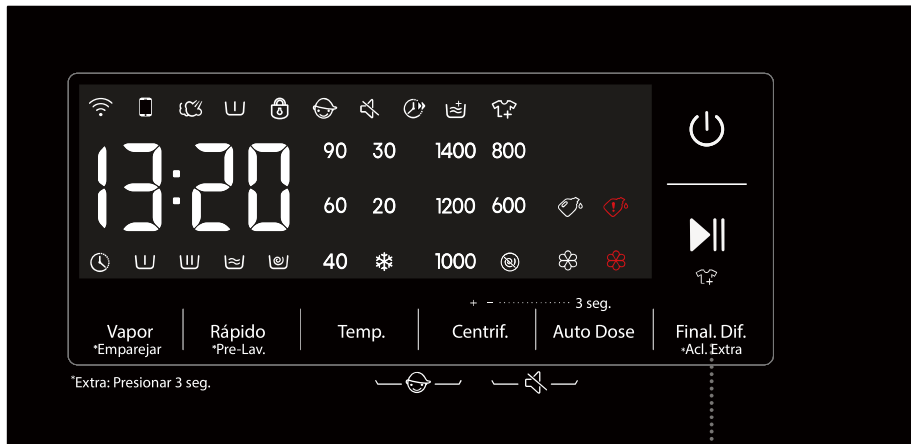 90 30 1400 800
13:20
60 20 1200 600
40 1000
+ - 3 seg.
Vapor Rápido Temp. Centrif. Auto Dose Final. Dif.
*Emparejar *Pre-Lav. *Acl. Extra
*Extra: Presionar 3 seg.